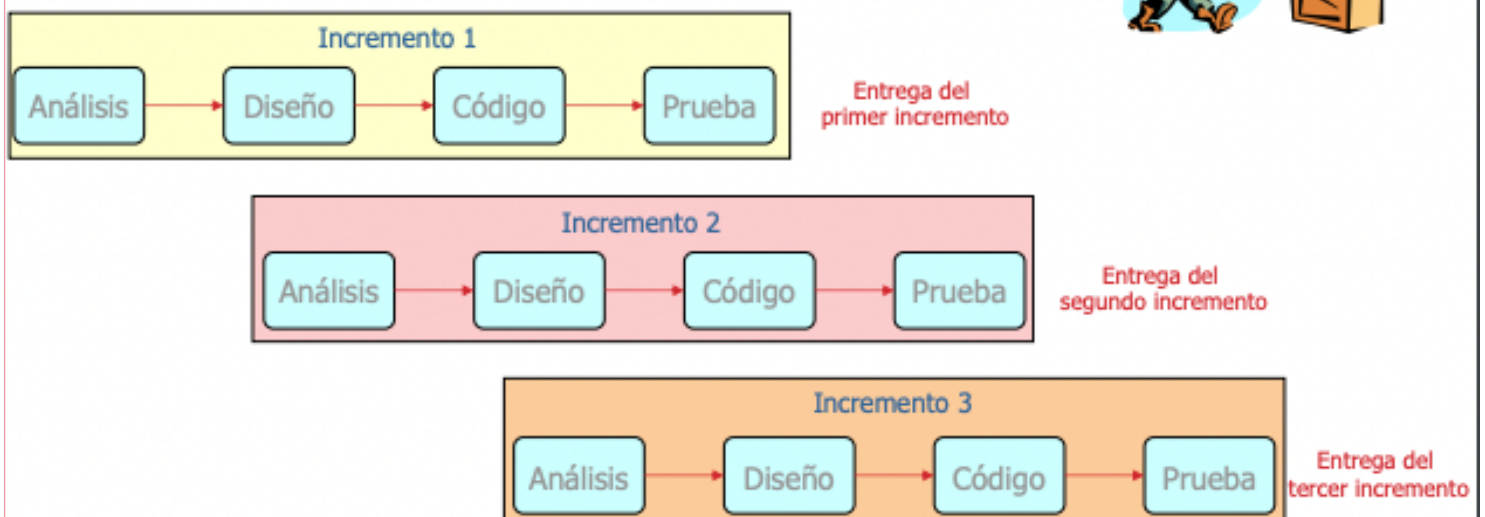 Incremento 1
Análisis Diseño Código Prueba
Entrega del
primer incremento
Incremento 2
Análisis Diseño Código Prueba
Entrega del
segundo incremento
Incremento 3
Análisis Diseño Código Prueba
Entrega del
tercer incremento